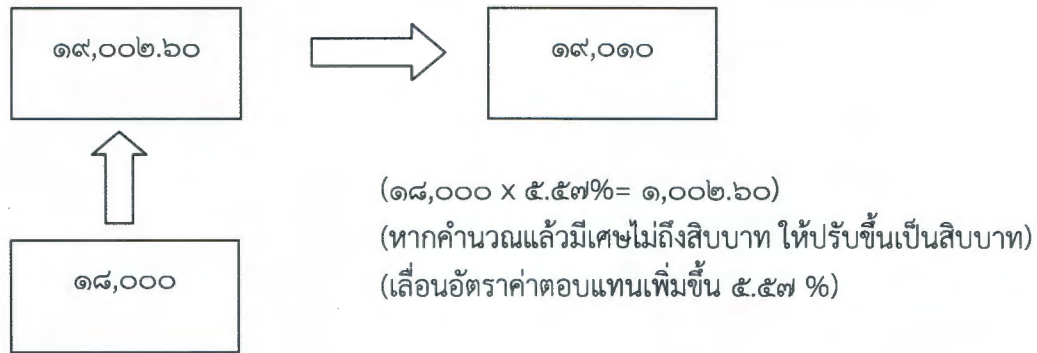 ๑๙,๐๐๒.๖๐
๑๙,๐๑๐
(๑๘,๐๐๐ x ๕.๕๗%= ๑,๐๐๒.๖๐)
(หากคำนวณแล้วมีเศษไม่ถึงสิบบาท ให้ปรับขึ้นเป็นสิบบาท)
๑๘,๐๐๐
(เลื่อนอัตราค่าตอบแทนเพิ่มขึ้น ๕.๕๗ %)